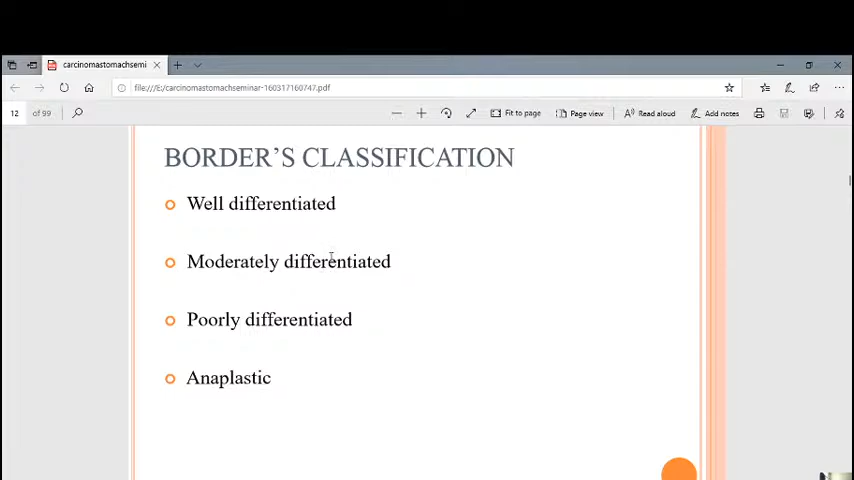 carcinomastomachsemi
file:///E:/carcinomastomachseminar-160317160747.pdf
12 of 99
Fit to page
Page view
Read aloud
Add notes
BORDER'S CLASSIFICATION
Well differentiated
Moderately differentiated
Poorly differentiated
Anaplastic